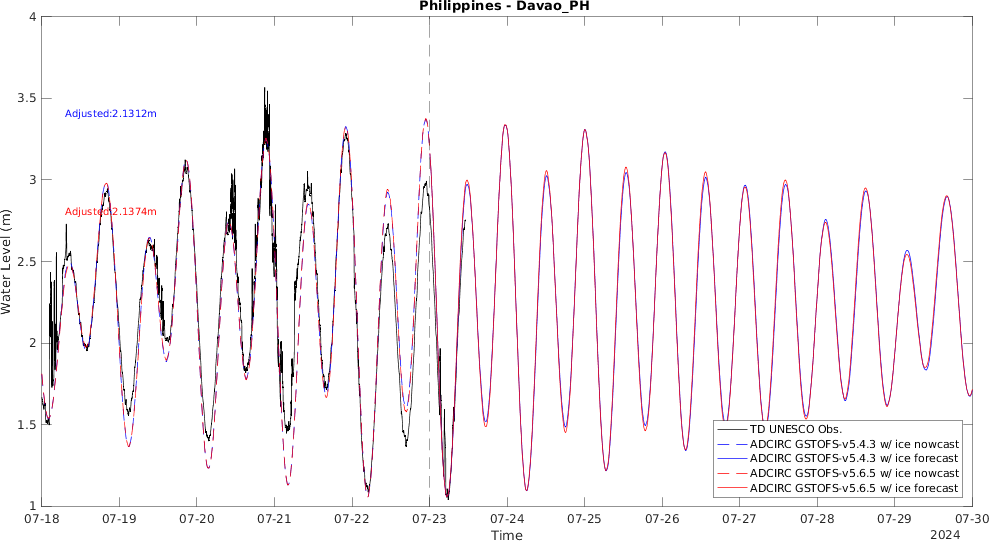 Philippines - Davao_PH
4
3.5
3
2.5
2
1.5
1
Water Level (m)
Adjusted:2.1312m
Adjusted:2.1374m
TD UNESCO Obs.
ADCIRC GSTOFS-v5.4.3 w/ ice nowcast
ADCIRC GSTOFS-v5.4.3 w/ ice forecast
ADCIRC GSTOFS-v5.6.5 w/ ice nowcast
ADCIRC GSTOFS-v5.6.5 w/ ice forecast
07-18 07-19 07-20 07-21 07-22 07-23 07-24 07-25 07-26 07-27 07-28 07-29 07-30
Time
2024